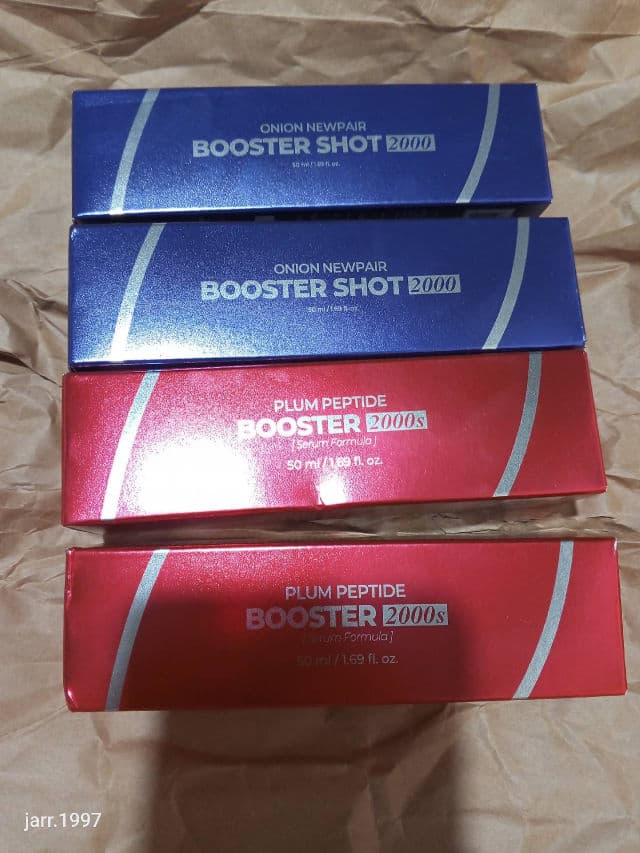 ONION NEWPAIR
BOOSTER SHOT 2000
50 ml / 1.69 fl. oz.
ONION NEWPAIR
BOOSTER SHOT 2000
50 ml / 1.69 fl. oz.
PLUM PEPTIDE
BOOSTER 2000s
[ Serum Formula ]
50 ml / 1.69 fl. oz.
PLUM PEPTIDE
BOOSTER 2000s
[ Serum Formula ]
50 ml / 1.69 fl. oz.
jarr.1997